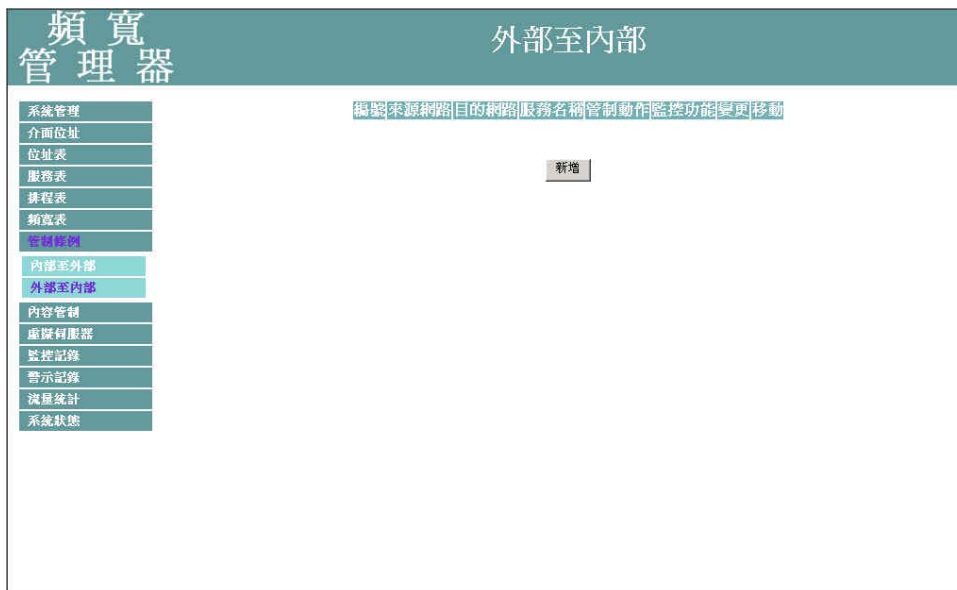 頻寬
管理器
外部至內部
系統管理
介面位址
位址表
服務表
排程表
頻寬表
管制條例
內部至外部
外部至內部
內容管制
虛擬伺服器
監控記錄
警示記錄
流量統計
系統狀態
編號 來源網路 目的網路 服務名稱 管制動作 監控功能 變更 移動
新增